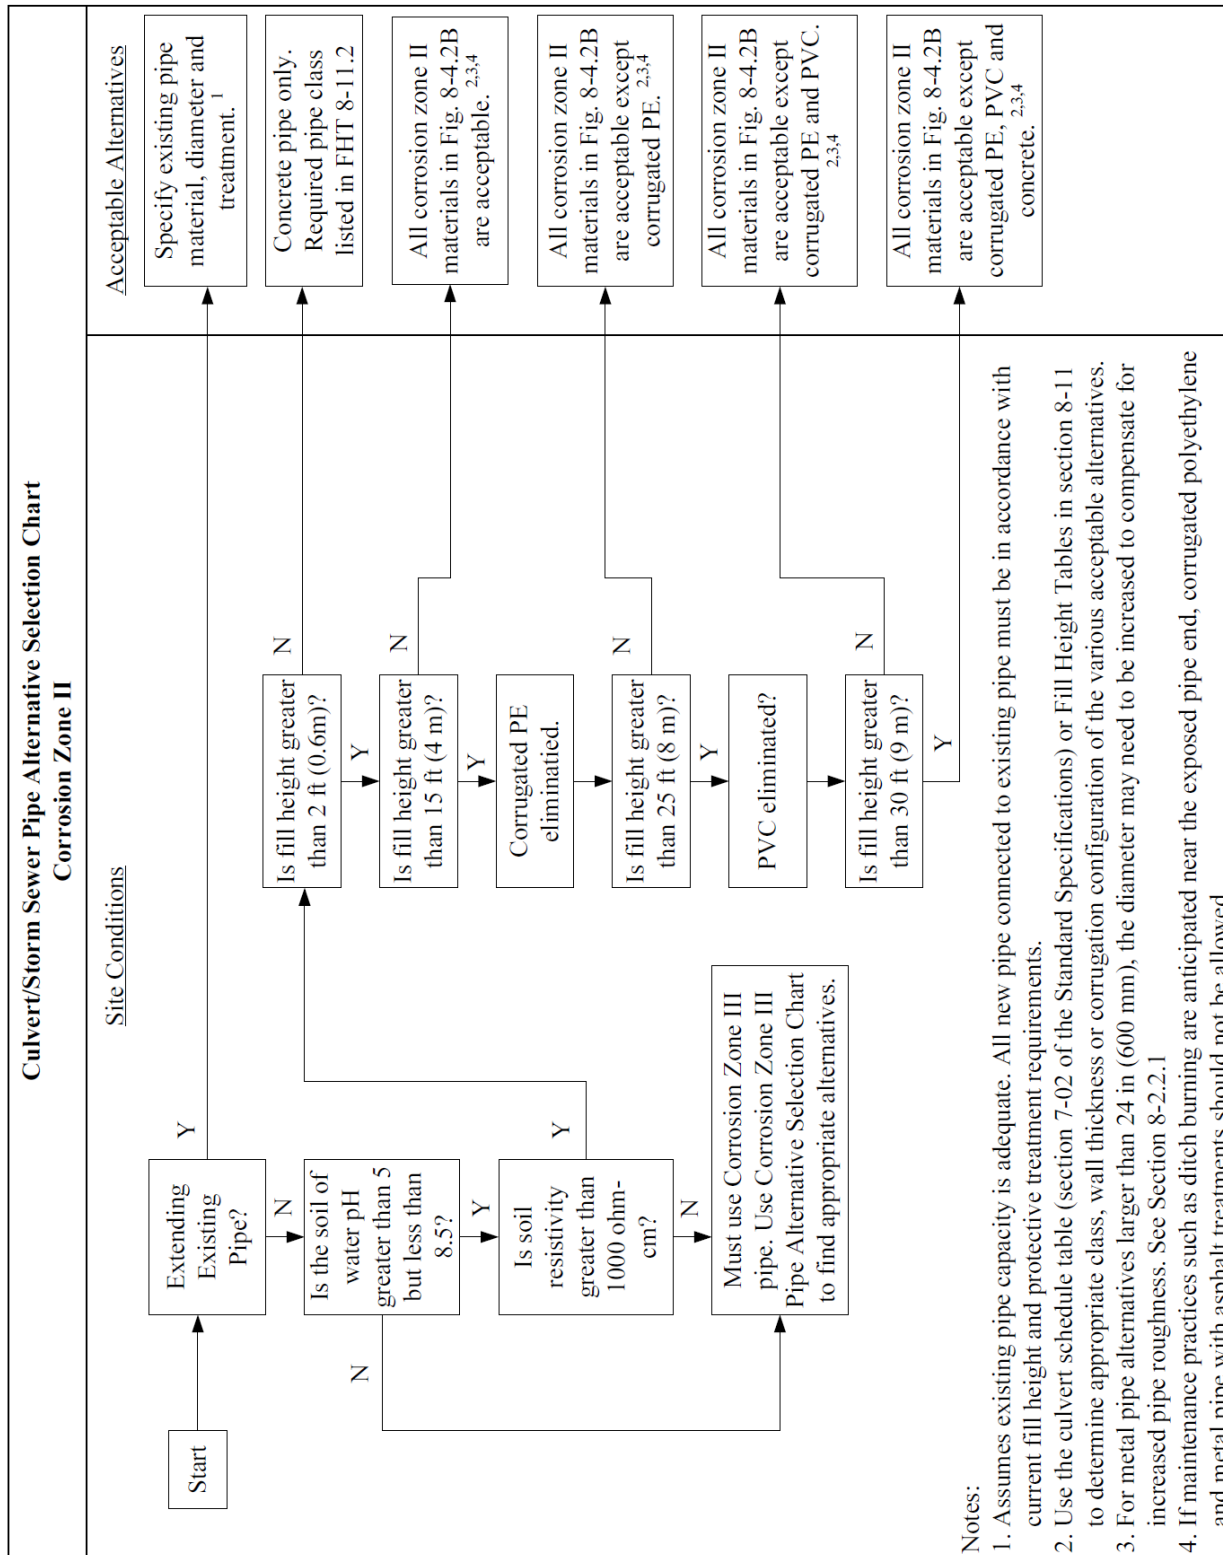 Culvert/Storm Sewer Pipe Alternative Selection Chart
Corrosion Zone II
Site Conditions
Acceptable Alternatives
Start
Extending
Existing
Pipe?
Y
N
Specify existing pipe
material, diameter and
treatment. 1
Is the soil of
water pH
greater than 5
but less than
8.5?
N
Y
Is soil
resistivity
greater than
1000 ohm-
cm?
Y
N
Must use Corrosion Zone III
pipe. Use Corrosion Zone III
Pipe Alternative Selection Chart
to find appropriate alternatives.
Is fill height greater
than 2 ft (0.6m)?
N
Y
Concrete pipe only.
Required pipe class
listed in FHT 8-11.2
Is fill height greater
than 15 ft (4 m)?
N
Y
All corrosion zone II
materials in Fig. 8-4.2B
are acceptable. 2,3,4
Corrugated PE
eliminatied.
Is fill height greater
than 25 ft (8 m)?
N
Y
All corrosion zone II
materials in Fig. 8-4.2B
are acceptable except
corrugated PE. 2,3,4
PVC eliminated?
Is fill height greater
than 30 ft (9 m)?
N
Y
All corrosion zone II
materials in Fig. 8-4.2B
are acceptable except
corrugated PE and PVC.
2,3,4
All corrosion zone II
materials in Fig. 8-4.2B
are acceptable except
corrugated PE, PVC and
concrete. 2,3,4
Notes:
1. Assumes existing pipe capacity is adequate. All new pipe connected to existing pipe must be in accordance with
current fill height and protective treatment requirements.
2. Use the culvert schedule table (section 7-02 of the Standard Specifications) or Fill Height Tables in section 8-11
to determine appropriate class, wall thickness or corrugation configuration of the various acceptable alternatives.
3. For metal pipe alternatives larger than 24 in (600 mm), the diameter may need to be increased to compensate for
increased pipe roughness. See Section 8-2.2.1
4. If maintenance practices such as ditch burning are anticipated near the exposed pipe end, corrugated polyethylene
and metal pipe with asphalt treatments should not be allowed